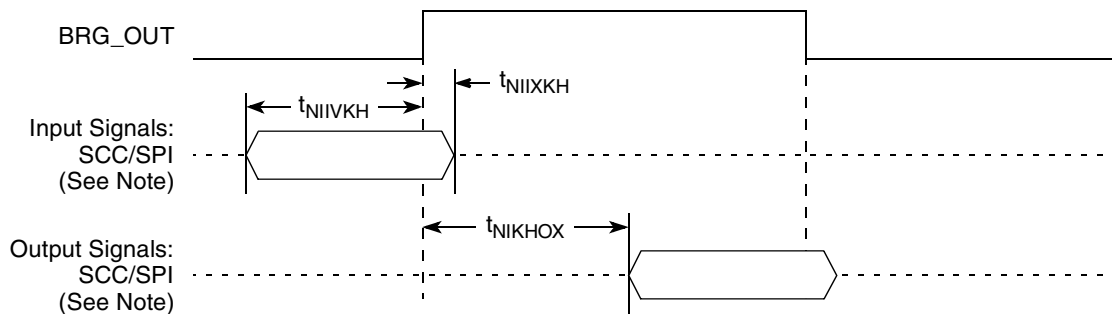 BRG_OUT
tNIIXKH
tNIIVKH
Input Signals:
SCC/SPI
(See Note)
tNIKHOX
Output Signals:
SCC/SPI
(See Note)